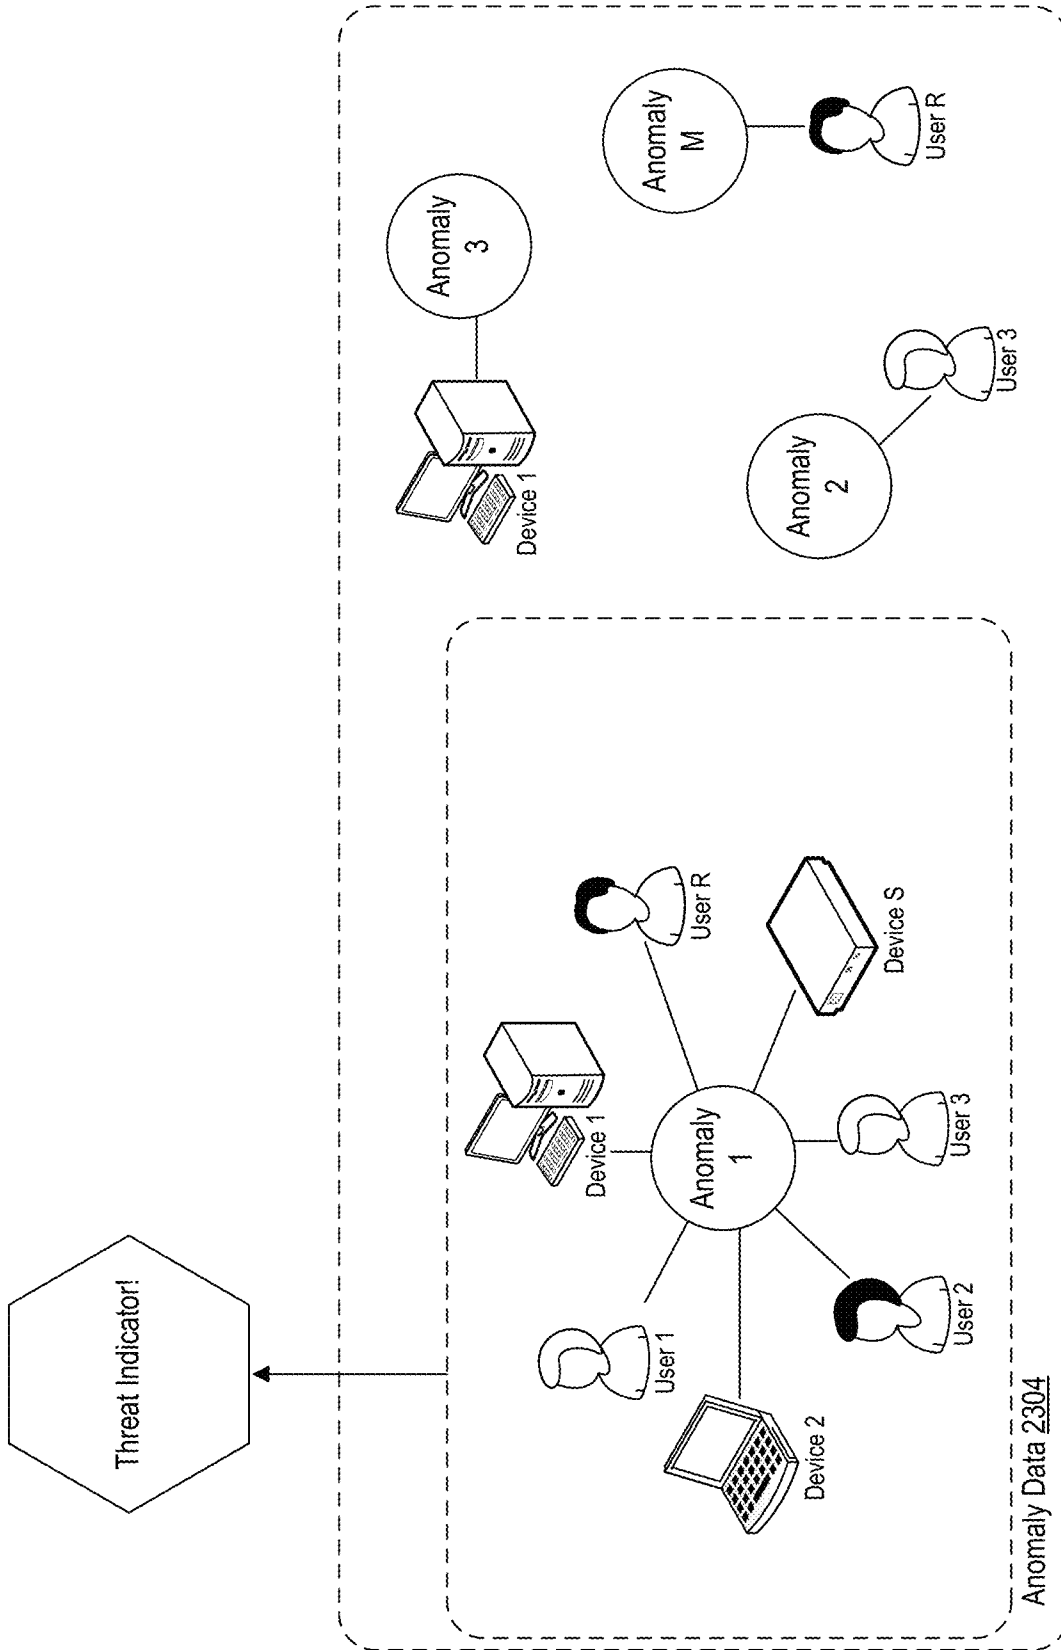 Threat Indicator!
User 1
Device 1
User R
Device 2
Anomaly
1
Device S
User 2
User 3
Device 1
Anomaly
3
Anomaly
M
Anomaly
2
User 3
User R
Anomaly Data 2304